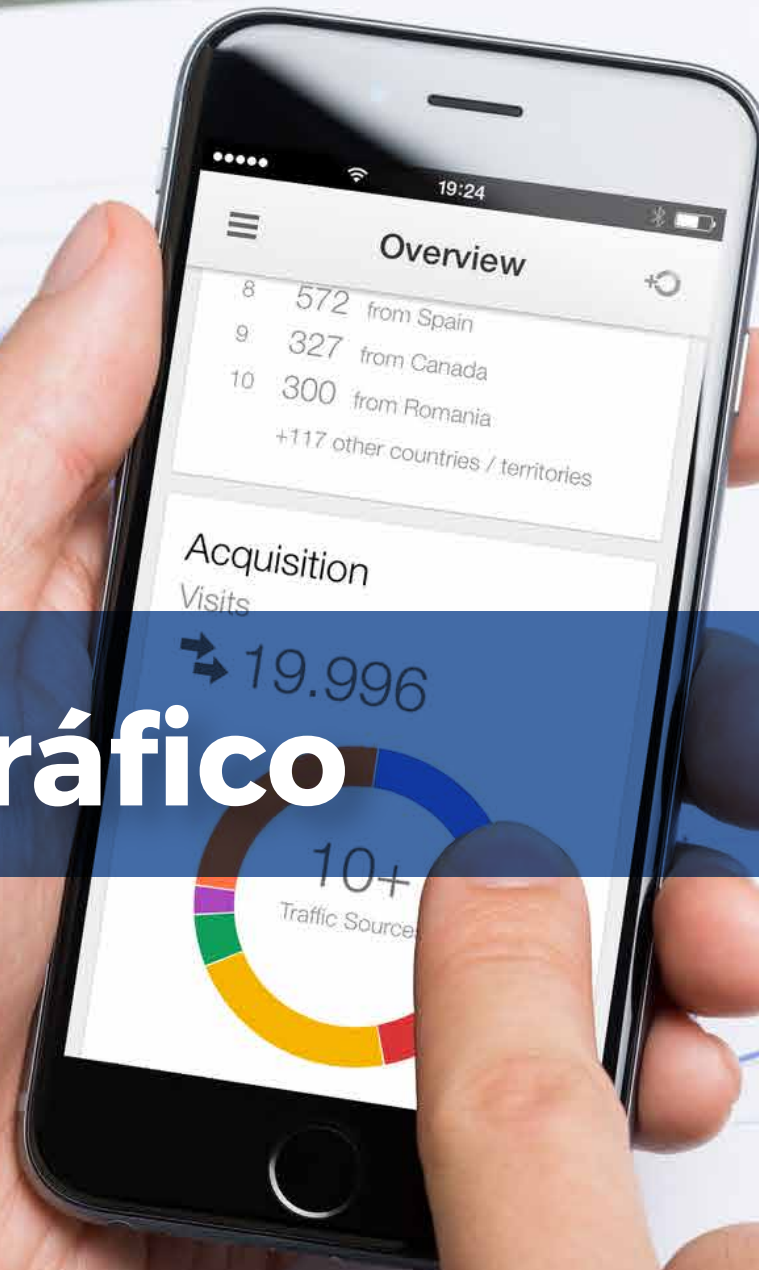 19:24
Overview
8 572 from Spain
9 327 from Canada
10 300 from Romania
+117 other countries / territories
Acquisition
Visits
19.996
ráfico
10+
Traffic Source